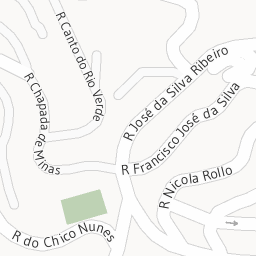 R Canto do Rio Verde
R José da Silva Ribeiro
R Chapada de Minas
R Francisco José da Silva
R Nicola Rollo
R do Chico Nunes